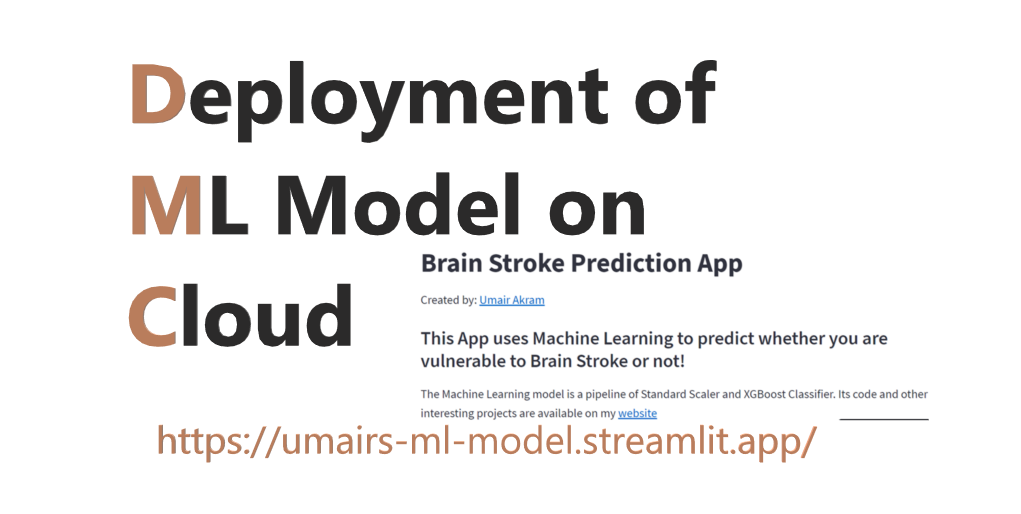 Deployment of
ML Model on
Cloud
Brain Stroke Prediction App
Created by: Umair Akram
This App uses Machine Learning to predict whether you are
vulnerable to Brain Stroke or not!
The Machine Learning model is a pipeline of Standard Scaler and XGBoost Classifier. Its code and other
interesting projects are available on my website
https://umairs-ml-model.streamlit.app/